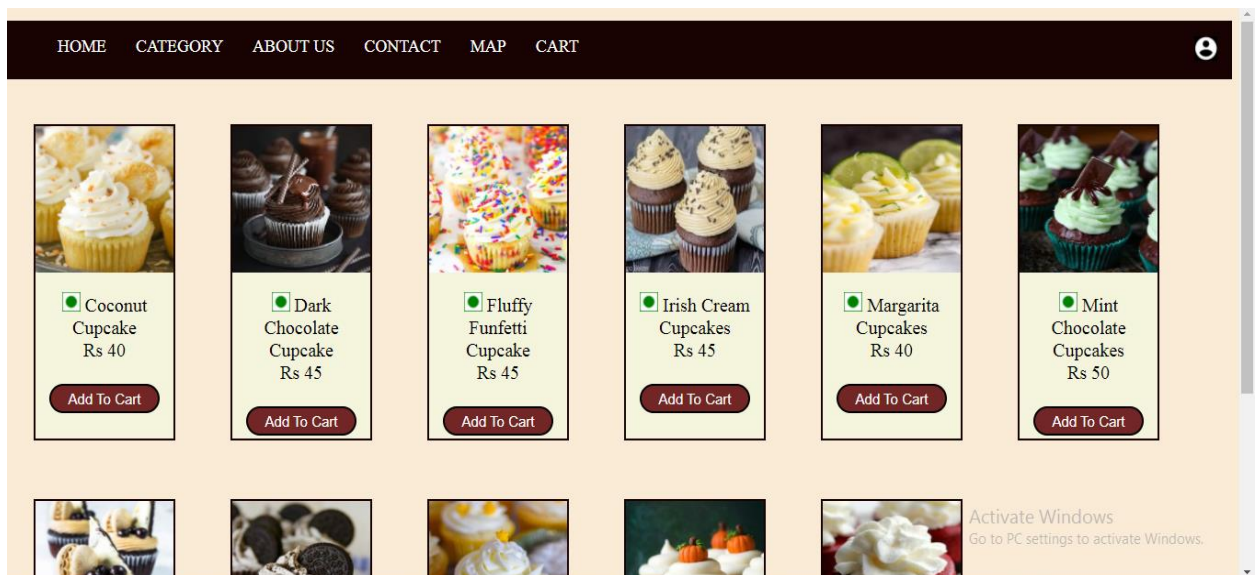 HOME CATEGORY ABOUT US CONTACT MAP CART
Coconut
Cupcake
Rs 40
Add To Cart
Dark
Chocolate
Cupcake
Rs 45
Add To Cart
Fluffy
Funfetti
Cupcake
Rs 45
Add To Cart
Irish Cream
Cupcakes
Rs 45
Add To Cart
Margarita
Cupcakes
Rs 40
Add To Cart
Mint
Chocolate
Cupcakes
Rs 50
Add To Cart
Activate Windows
Go to PC settings to activate Windows.